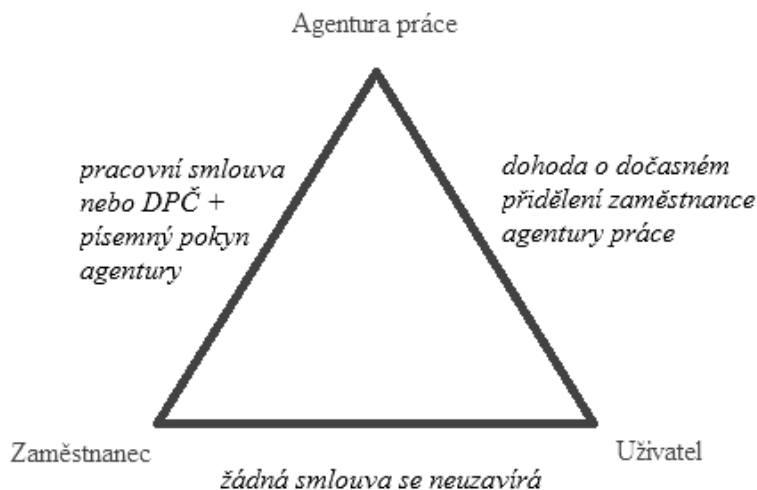 Agentura práce
pracovní smlouva
nebo DPČ +
písemný pokyn
agentury
dohoda o dočasném
přidělení zaměstnance
agentury práce
Zaměstnanec
Uživatel
žádná smlouva se neuzavírá